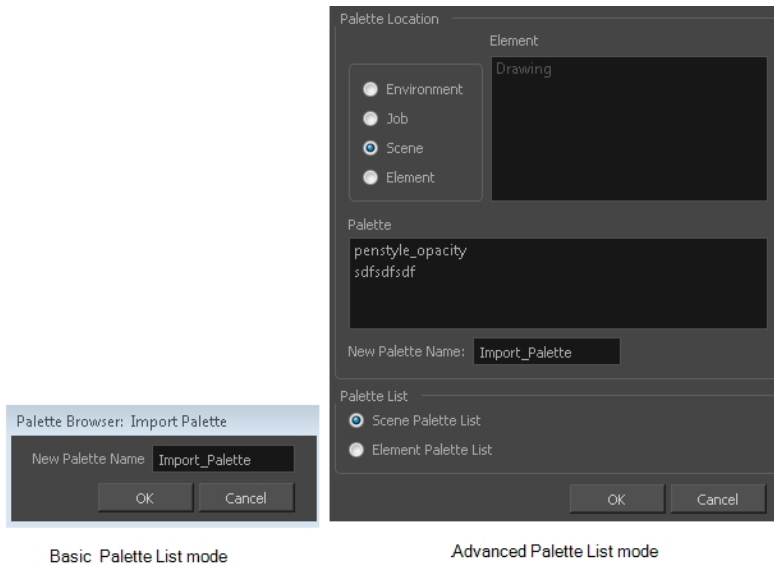 Palette Location
Element
Drawing
Environment
Job
Scene
Element
Palette
penstyle_opacity
sdfsdfsdf
New Palette Name: Import_Palette
Palette List
Scene Palette List
Element Palette List
OK Cancel
Advanced Palette List mode
Palette Browser: Import Palette
New Palette Name Import_Palette
OK Cancel
Basic Palette List mode